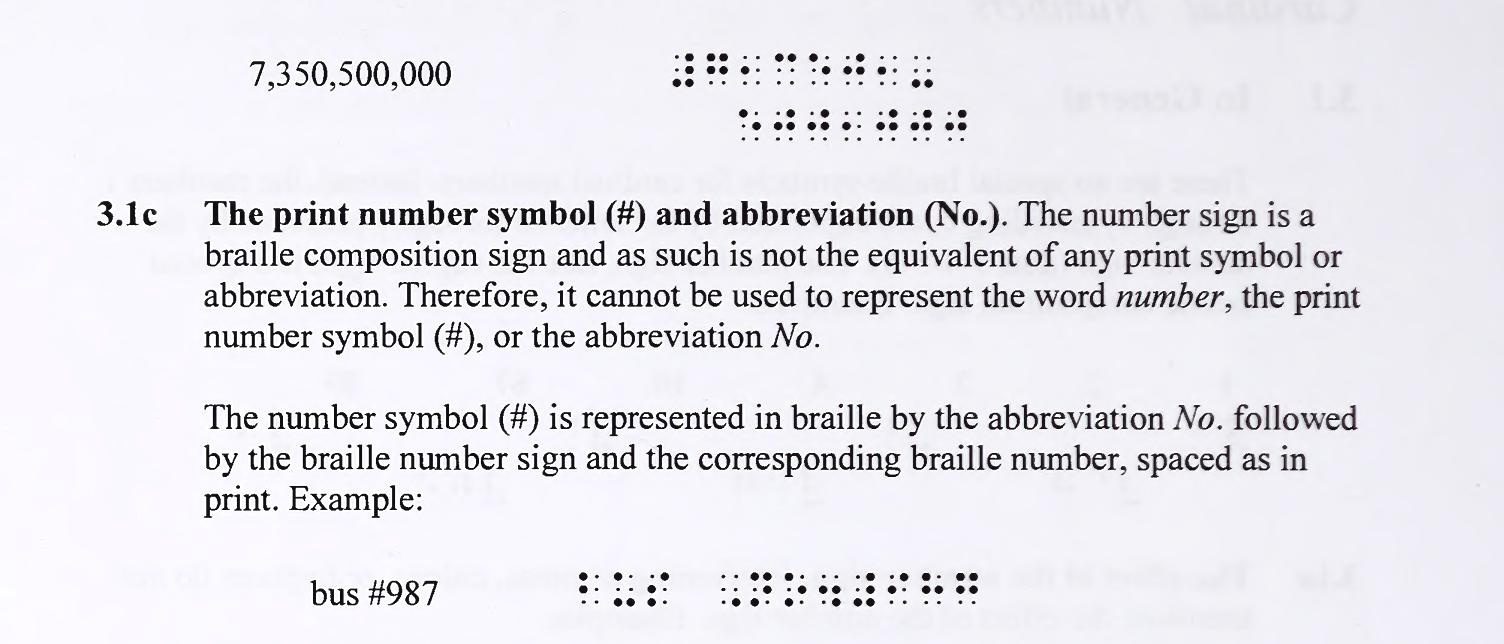 7,350,500,000 ⠼⠛⠂⠉⠑⠚⠂⠤
⠑⠚⠚⠂⠚⠚⠚
3.1c The print number symbol (#) and abbreviation (No.). The number sign is a
braille composition sign and as such is not the equivalent of any print symbol or
abbreviation. Therefore, it cannot be used to represent the word number, the print
number symbol (#), or the abbreviation No.
The number symbol (#) is represented in braille by the abbreviation No. followed
by the braille number sign and the corresponding braille number, spaced as in
print. Example:
bus #987 ⠃⠥⠎ ⠠⠝⠕⠲⠼⠊⠓⠛